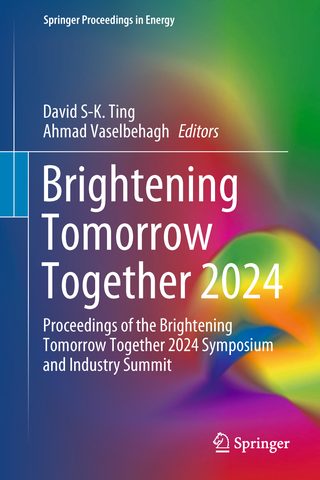 Springer Proceedings in Energy
David S-K. Ting
Ahmad Vaselbehagh Editors
Brightening
Tomorrow
Together 2024
Proceedings of the Brightening
Tomorrow Together 2024 Symposium
and Industry Summit
Springer